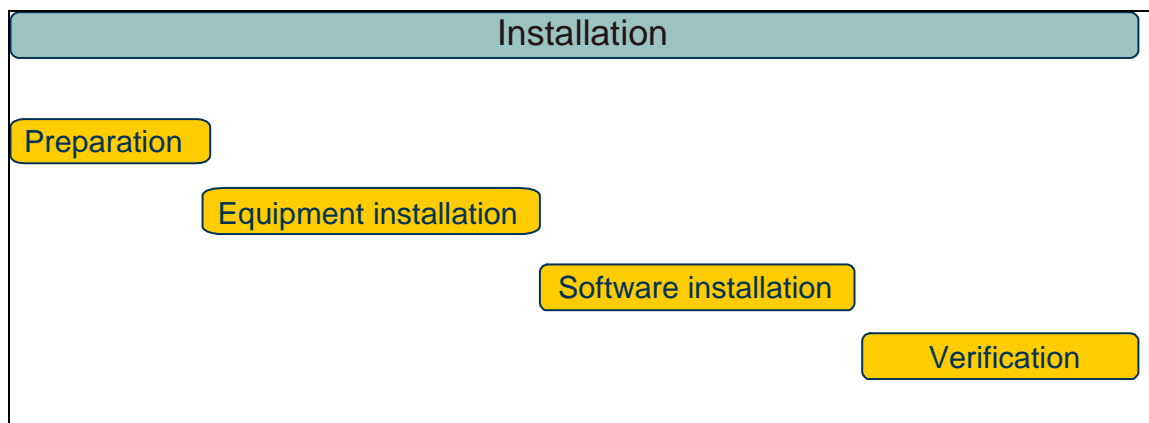 Installation
Preparation
Equipment installation
Software installation
Verification